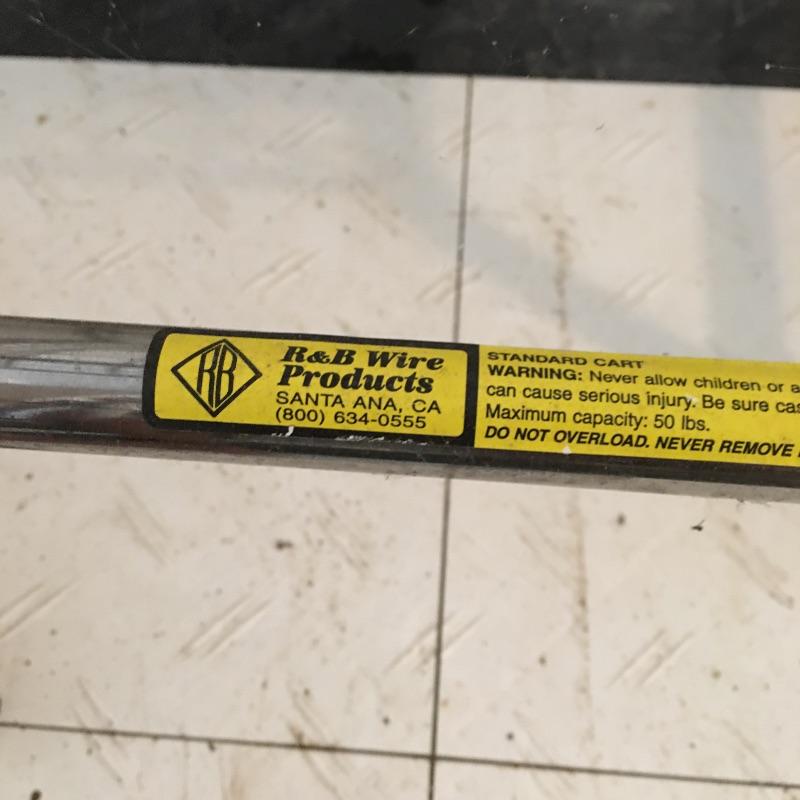 RB
R&B Wire
Products
SANTA ANA, CA
(800) 634-0555
STANDARD CART
WARNING: Never allow children or a
can cause serious injury. Be sure cas
Maximum capacity: 50 lbs.
DO NOT OVERLOAD. NEVER REMOVE